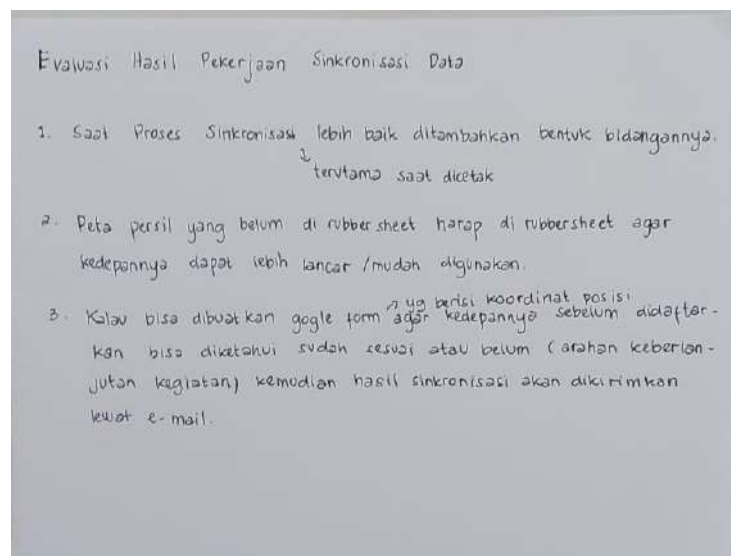 Evaluasi Hasil Pekerjaan Sinkronisasi Data
1. Saat Proses Sinkronisasi lebih baik ditambahkan bentuk bidangannya.
↓ terutama saat dicetak
2. Peta persil yang belum di rubber sheet harap di rubbersheet agar
kedepannya dapat lebih lancar / mudah digunakan.
↗ yg berisi koordinat posisi
3. Kalau bisa dibuatkan gogle form agar kedepannya sebelum didaftar-
kan bisa diketahui sudah sesuai atau belum (arahan keberlan-
jutan kegiatan) kemudian hasil sinkronisasi akan dikirimkan
lewat e-mail.